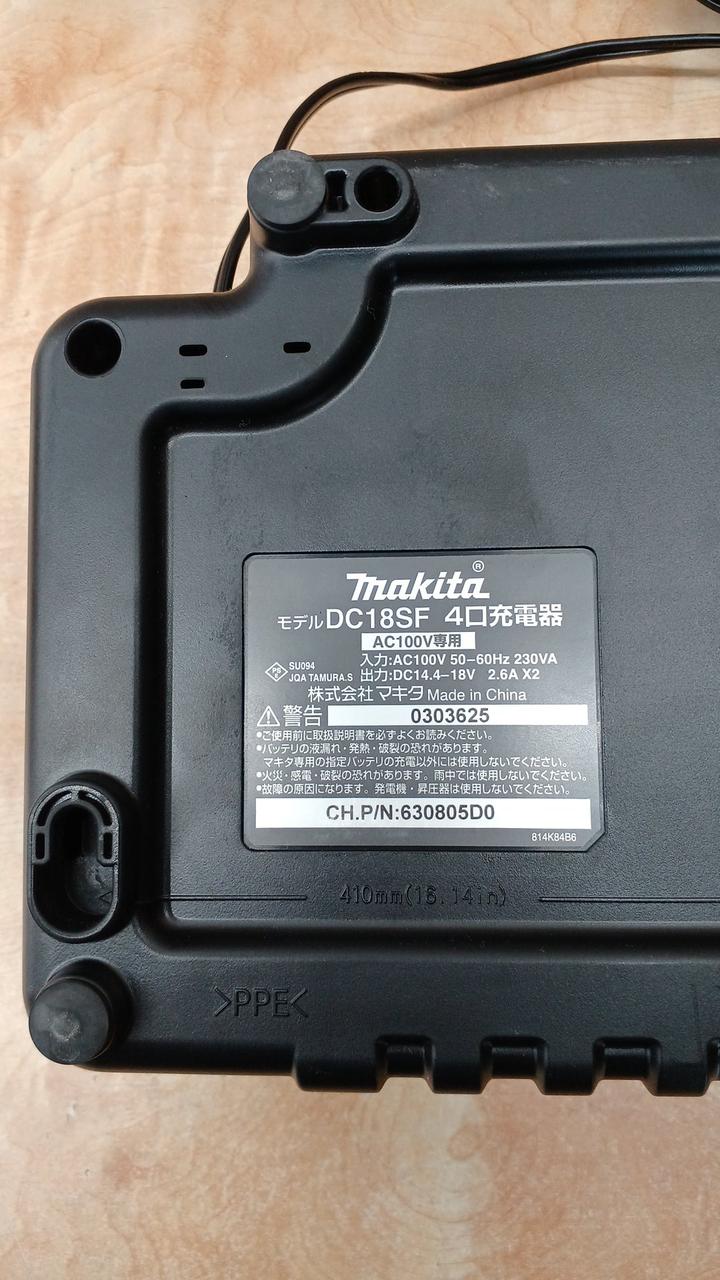 makita®
モデル DC18SF 4口充電器
AC100V専用
入力:AC100V 50-60Hz 230VA
PS E SU094
JQA TAMURA.S 出力:DC14.4-18V 2.6A X2
株式会社マキタ Made in China
警告 0303625
•ご使用前に取扱説明書を必ずよくお読みください。
•バッテリの液漏れ・発熱・破裂の恐れがあります。
マキタ専用の指定バッテリの充電以外には使用しないでください。
•火災・感電・破裂の恐れがあります。雨中では使用しないでください。
•故障の原因になります。発電機・昇圧器は使用しないでください。
CH.P/N:630805D0
814K84B6
410mm(16.14in)
>PPE<